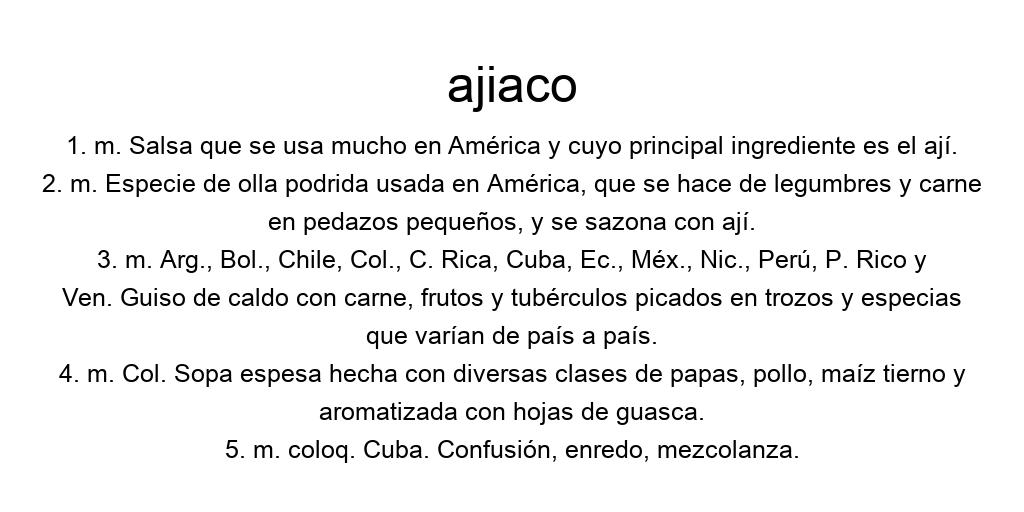 ajiaco
1. m. Salsa que se usa mucho en América y cuyo principal ingrediente es el ají.
2. m. Especie de olla podrida usada en América, que se hace de legumbres y carne
en pedazos pequeños, y se sazona con ají.
3. m. Arg., Bol., Chile, Col., C. Rica, Cuba, Ec., Méx., Nic., Perú, P. Rico y
Ven. Guiso de caldo con carne, frutos y tubérculos picados en trozos y especias
que varían de país a país.
4. m. Col. Sopa espesa hecha con diversas clases de papas, pollo, maíz tierno y
aromatizada con hojas de guasca.
5. m. coloq. Cuba. Confusión, enredo, mezcolanza.